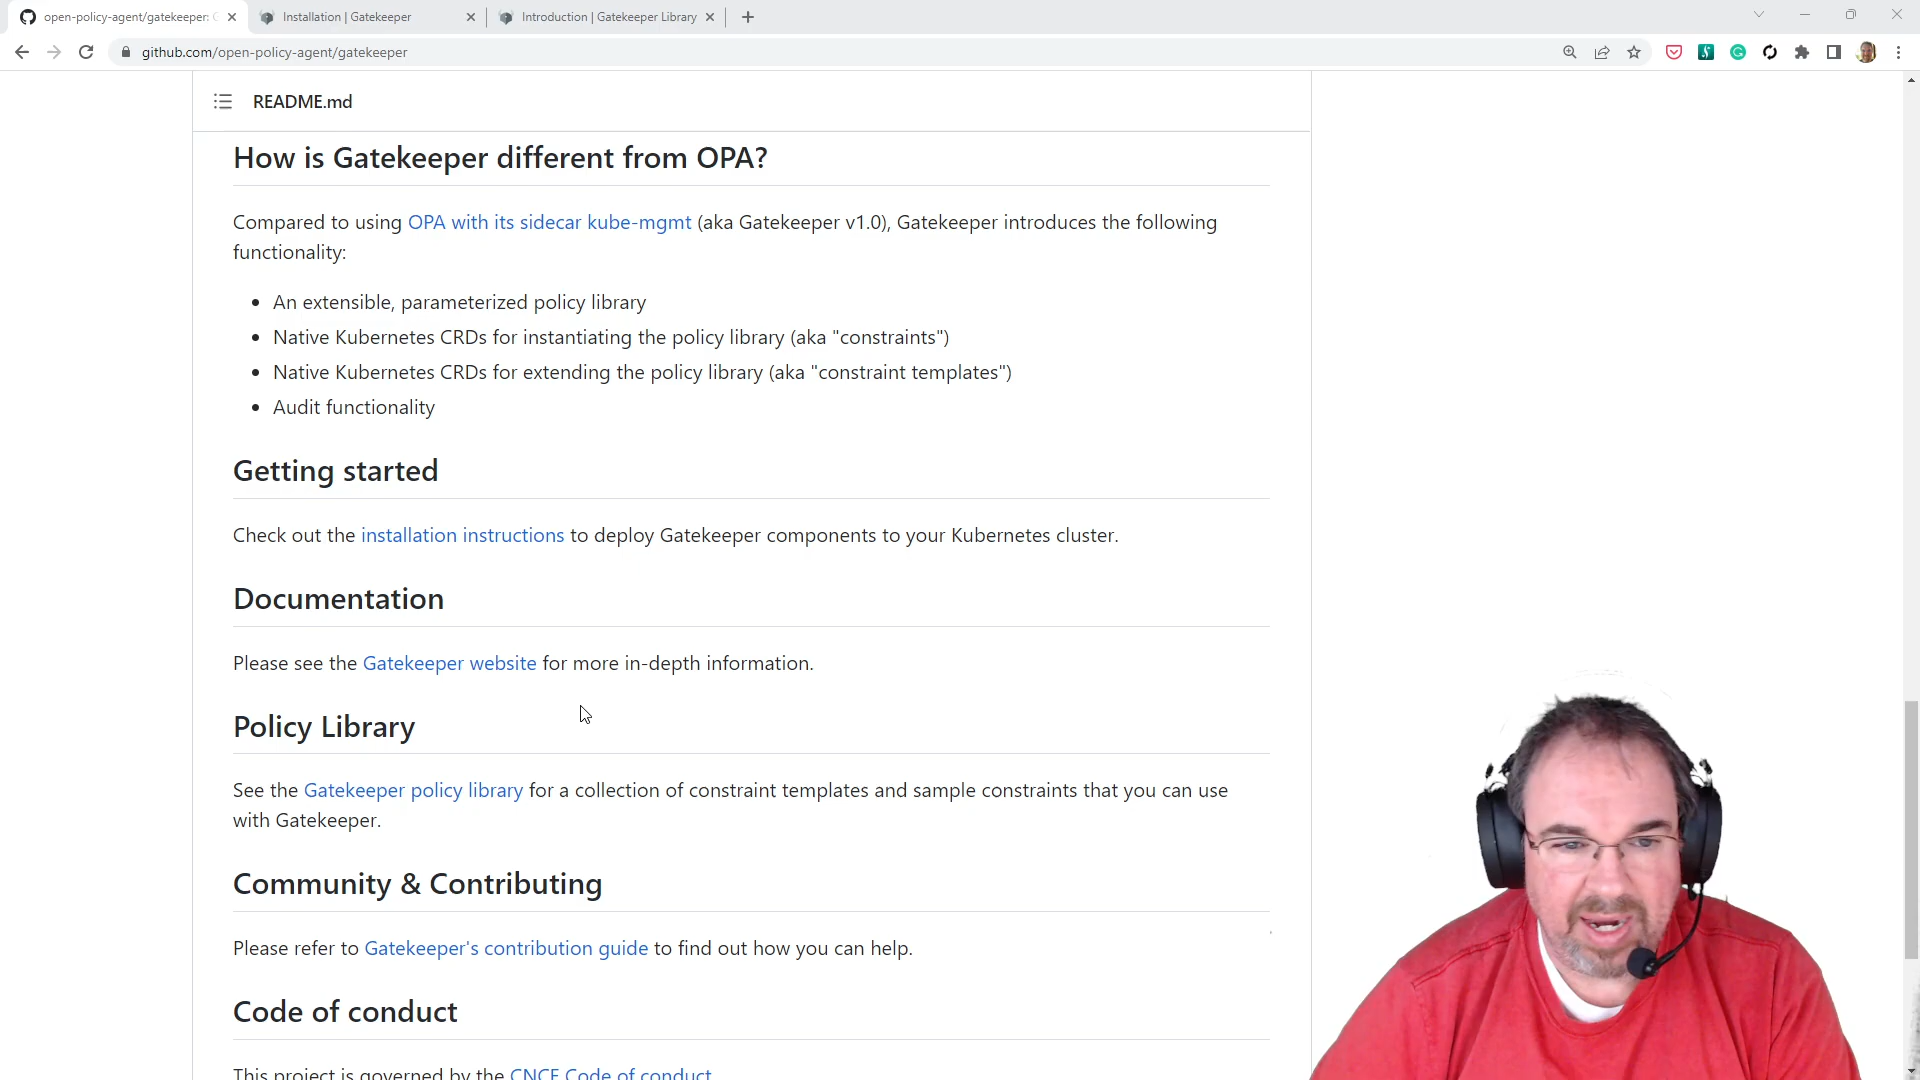 open-policy-agent/gatekeeper:
Installation | Gatekeeper
Introduction | Gatekeeper Library
github.com/open-policy-agent/gatekeeper
README.md
How is Gatekeeper different from OPA?
Compared to using OPA with its sidecar kube-mgmt (aka Gatekeeper v1.0), Gatekeeper introduces the following
functionality:
• An extensible, parameterized policy library
• Native Kubernetes CRDs for instantiating the policy library (aka "constraints")
• Native Kubernetes CRDs for extending the policy library (aka "constraint templates")
• Audit functionality
Getting started
Check out the installation instructions to deploy Gatekeeper components to your Kubernetes cluster.
Documentation
Please see the Gatekeeper website for more in-depth information.
Policy Library
See the Gatekeeper policy library for a collection of constraint templates and sample constraints that you can use
with Gatekeeper.
Community & Contributing
Please refer to Gatekeeper's contribution guide to find out how you can help.
Code of conduct
This project is governed by the CNCF Code of conduct